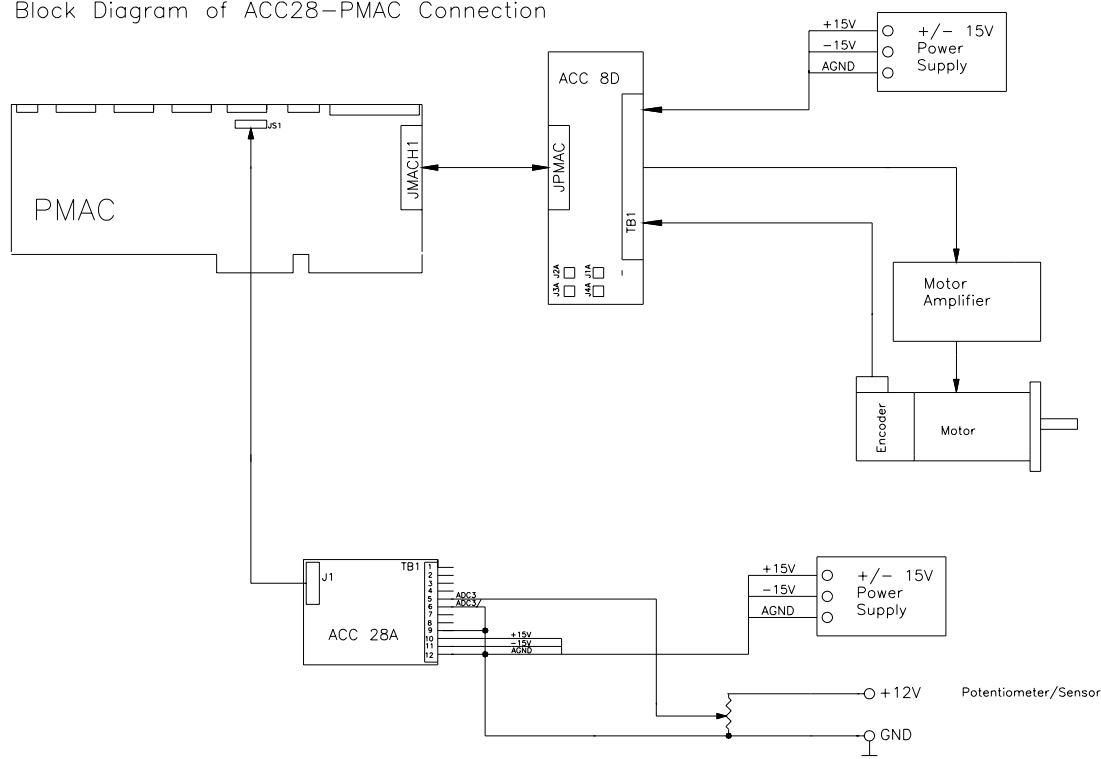 Block Diagram of ACC28-PMAC Connection
+15V
-15V
AGND
+/- 15V
Power
Supply
ACC 8D
JS1
JMACH1
JPMAC
PMAC
TB1
J2A
J1A
J3A
J4A
Motor
Amplifier
Encoder
Motor
J1
TB1
1
2
3
4
5
6
7
8
9
10
11
12
ADC3
ADC3/
+15V
-15V
AGND
ACC 28A
+15V
-15V
AGND
+/- 15V
Power
Supply
+12V
Potentiometer/Sensor
GND